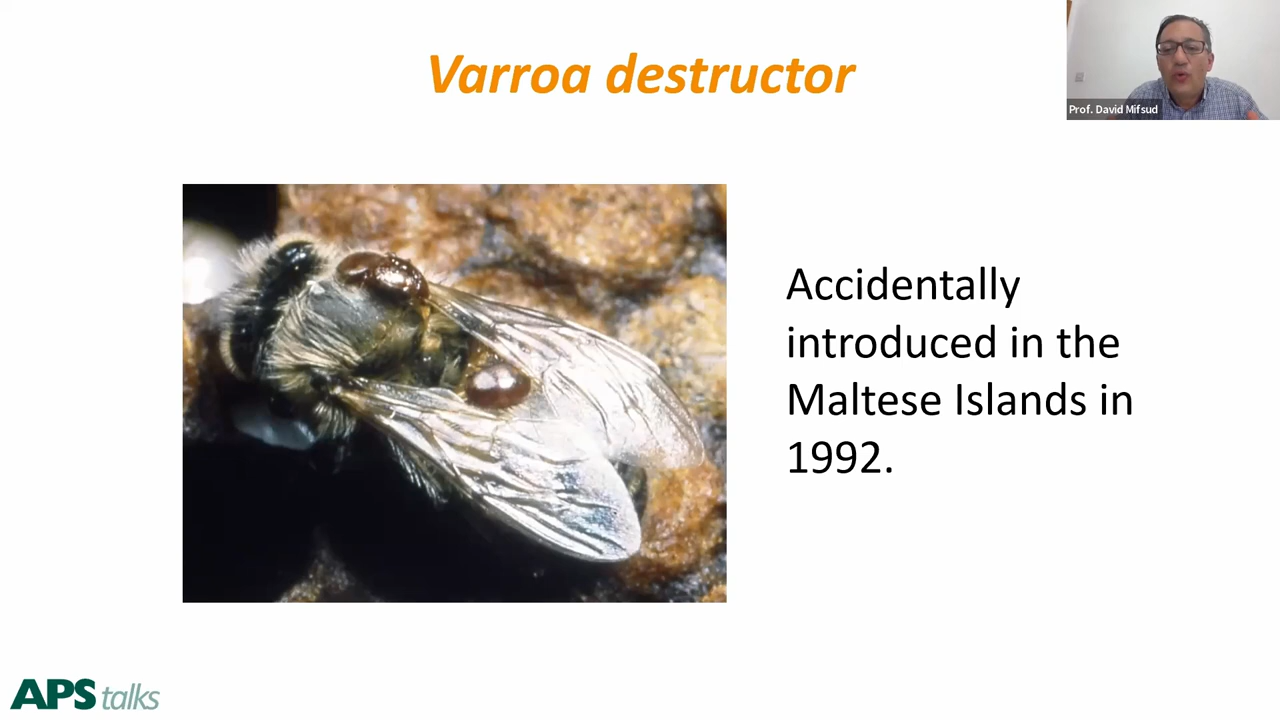 Varroa destructor
Prof. David Mifsud
Accidentally
introduced in the
Maltese Islands in
1992.
APS talks